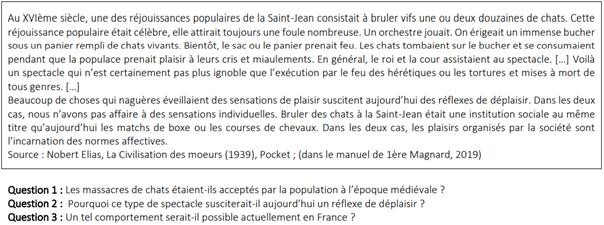 Au XVIème siècle, une des réjouissances populaires de la Saint-Jean consistait à bruler vifs une ou deux douzaines de chats. Cette
réjouissance populaire était célèbre, elle attirait toujours une foule nombreuse. Un orchestre jouait. On érigeait un immense bucher
sous un panier rempli de chats vivants. Bientôt, le sac ou le panier prenait feu. Les chats tombaient sur le bucher et se consumaient
pendant que la populace prenait plaisir à leurs cris et miaulements. En général, le roi et la cour assistaient au spectacle. […] Voilà
un spectacle qui n'est certainement pas plus ignoble que l'exécution par le feu des hérétiques ou les tortures et mises à mort de
tous genres. […]
Beaucoup de choses qui naguères éveillaient des sensations de plaisir suscitent aujourd'hui des réflexes de déplaisir. Dans les deux
cas, nous n'avons pas affaire à des sensations individuelles. Bruler des chats à la Saint-Jean était une institution sociale au même
titre qu'aujourd'hui les matchs de boxe ou les courses de chevaux. Dans les deux cas, les plaisirs organisés par la société sont
l'incarnation des normes affectives.
Source : Nobert Elias, La Civilisation des moeurs (1939), Pocket ; (dans le manuel de 1ère Magnard, 2019)
Question 1 : Les massacres de chats étaient-ils acceptés par la population à l'époque médiévale ?
Question 2 : Pourquoi ce type de spectacle susciterait-il aujourd'hui un réflexe de déplaisir ?
Question 3 : Un tel comportement serait-il possible actuellement en France ?